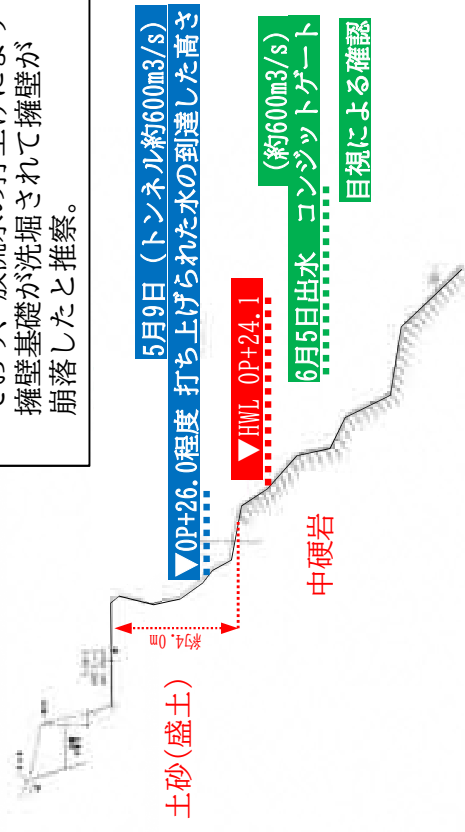 擁壁基礎が洗堀されて擁壁が
崩落したと推察。
5月9日（トンネル約600m3/s）
▼OP+26.0程度 打ち上げられた水の到達した高さ
▼HWL OP+24.1
（約600m3/s）
6月5日出水　コンジットゲート
目視による確認
約4.0m
土砂(盛土)
中硬岩